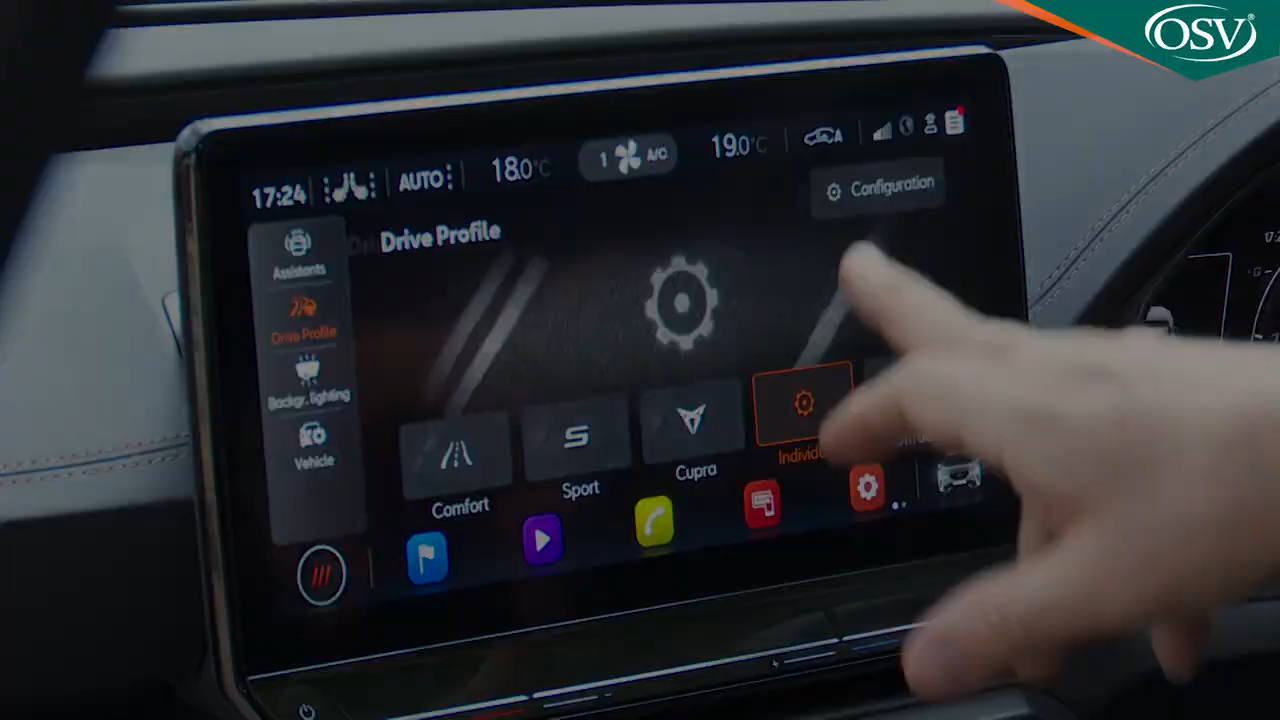 OSV
17:24
AUTO
18.0°C
1 A/C
19.0°C
A
Configuration
Drive Profile
Assistants
Drive Profile
Backgr. lighting
Vehicle
Comfort
Sport
Cupra